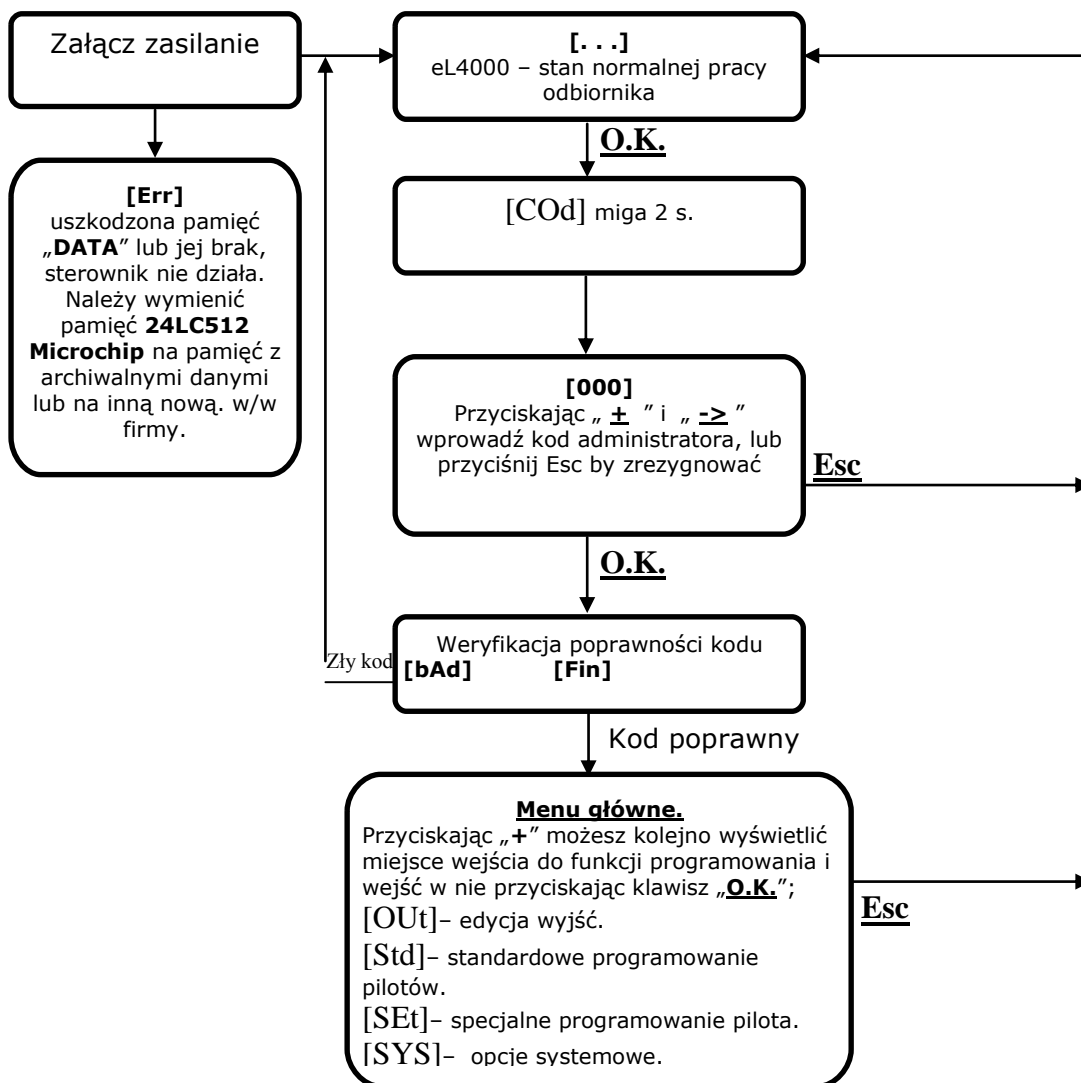 Załącz zasilanie
[. . .]
eL4000 – stan normalnej pracy
odbiornika
O.K.
[Err]
uszkodzona pamięć
„DATA” lub jej brak,
sterownik nie działa.
Należy wymienić
pamięć 24LC512
Microchip na pamięć z
archiwalnymi danymi
lub na inną nową. w/w
firmy.
[COd] miga 2 s.
[000]
Przyciskając „ + ” i „ -> ”
wprowadź kod administratora, lub
przyciśnij Esc by zrezygnować
Esc
O.K.
Weryfikacja poprawności kodu
Zły kod [bAd] [Fin]
Kod poprawny
Menu główne.
Przyciskając „+” możesz kolejno wyświetlić
miejsce wejścia do funkcji programowania i
wejść w nie przyciskając klawisz „O.K.”;
[OUt]– edycja wyjść.
Esc
[Std]– standardowe programowanie
pilotów.
[SEt]– specjalne programowanie pilota.
[SYS]– opcje systemowe.